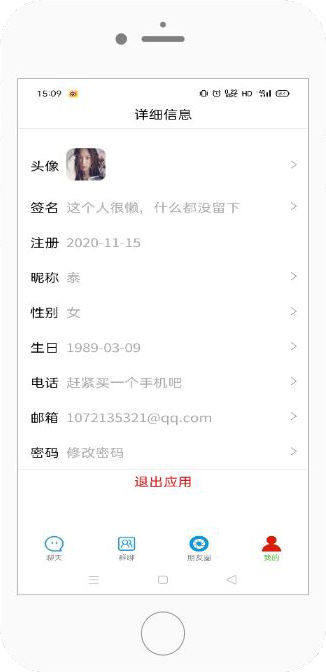 15:09 HD
详细信息
头像
签名 这个人很懒，什么都没留下
注册 2020-11-15
昵称 泰
性别 女
生日 1989-03-09
电话 赶紧买一个手机吧
邮箱 1072135321@qq.com
密码 修改密码
退出应用
聊天 群聊 朋友圈 我的